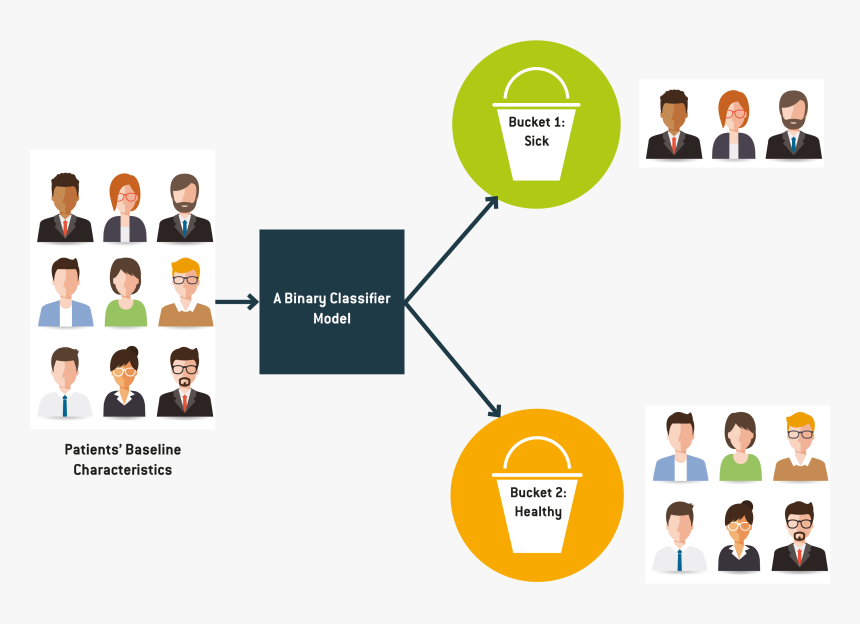 Bucket 1:
Sick
A Binary Classifier
Model
Patients' Baseline
Characteristics
Bucket 2:
Healthy